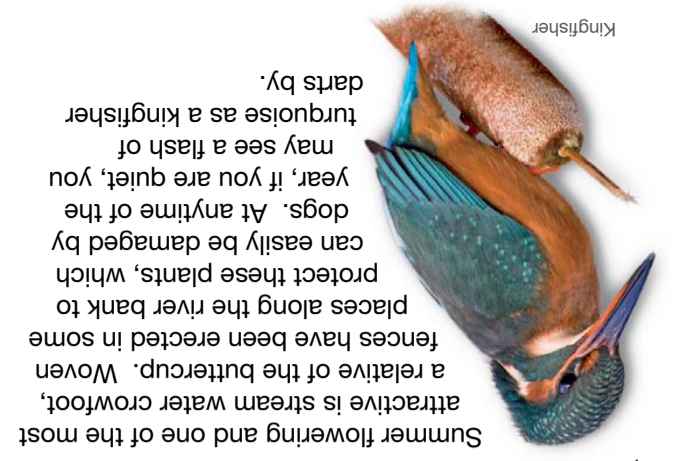 Summer flowering and one of the most
attractive is stream water crowfoot,
a relative of the buttercup. Woven
fences have been erected in some
places along the river bank to
protect these plants, which
can easily be damaged by
dogs. At anytime of the
year, if you are quiet, you
may see a flash of
turquoise as a kingfisher
darts by.
Kingfisher